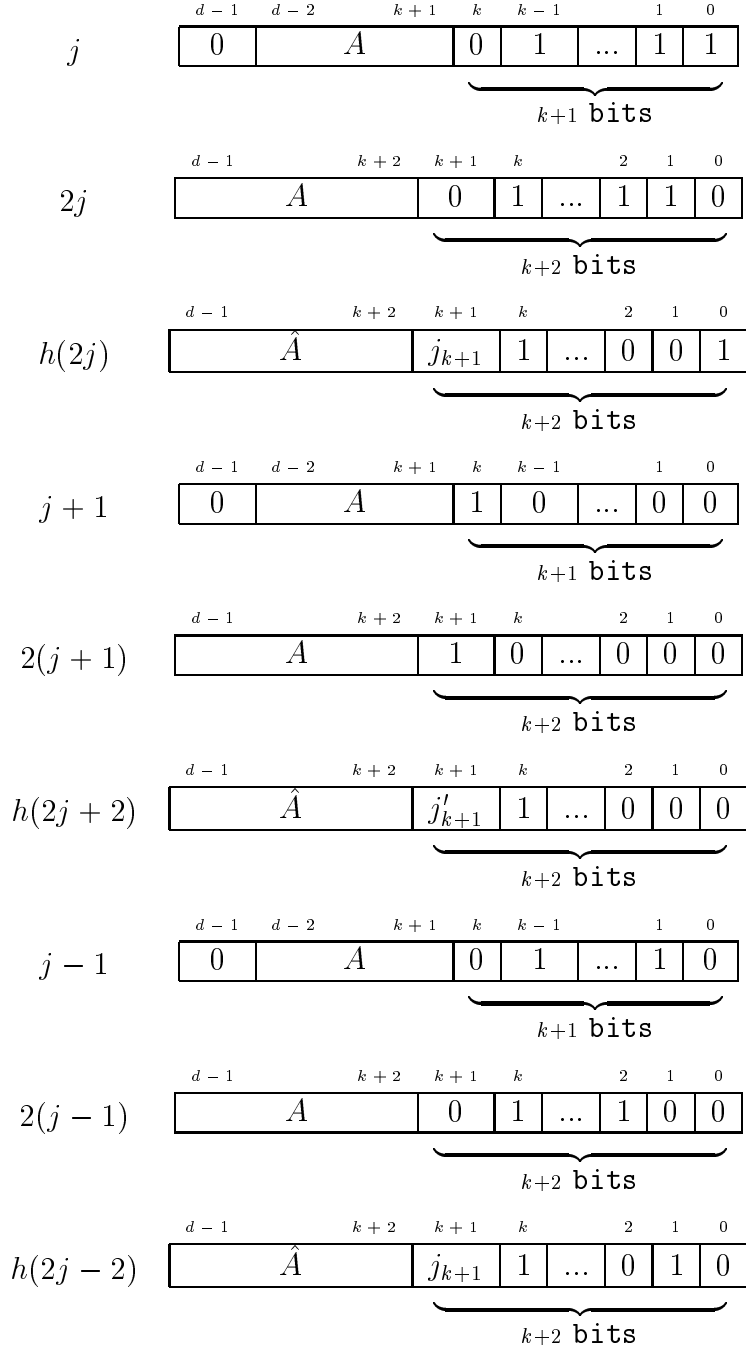 d − 1 d − 2 k + 1 k k − 1 1 0
j 0 A 0 1 ... 1 1
k+1 bits
d − 1 k + 2 k + 1 k 2 1 0
2j A 0 1 ... 1 1 0
k+2 bits
d − 1 k + 2 k + 1 k 2 1 0
h(2j) Â j_{k+1} 1 ... 0 0 1
k+2 bits
d − 1 d − 2 k + 1 k k − 1 1 0
j + 1 0 A 1 0 ... 0 0
k+1 bits
d − 1 k + 2 k + 1 k 2 1 0
2(j + 1) A 1 0 ... 0 0 0
k+2 bits
d − 1 k + 2 k + 1 k 2 1 0
h(2j + 2) Â j′_{k+1} 1 ... 0 0 0
k+2 bits
d − 1 d − 2 k + 1 k k − 1 1 0
j − 1 0 A 0 1 ... 1 0
k+1 bits
d − 1 k + 2 k + 1 k 2 1 0
2(j − 1) A 0 1 ... 1 0 0
k+2 bits
d − 1 k + 2 k + 1 k 2 1 0
h(2j − 2) Â j_{k+1} 1 ... 0 1 0
k+2 bits